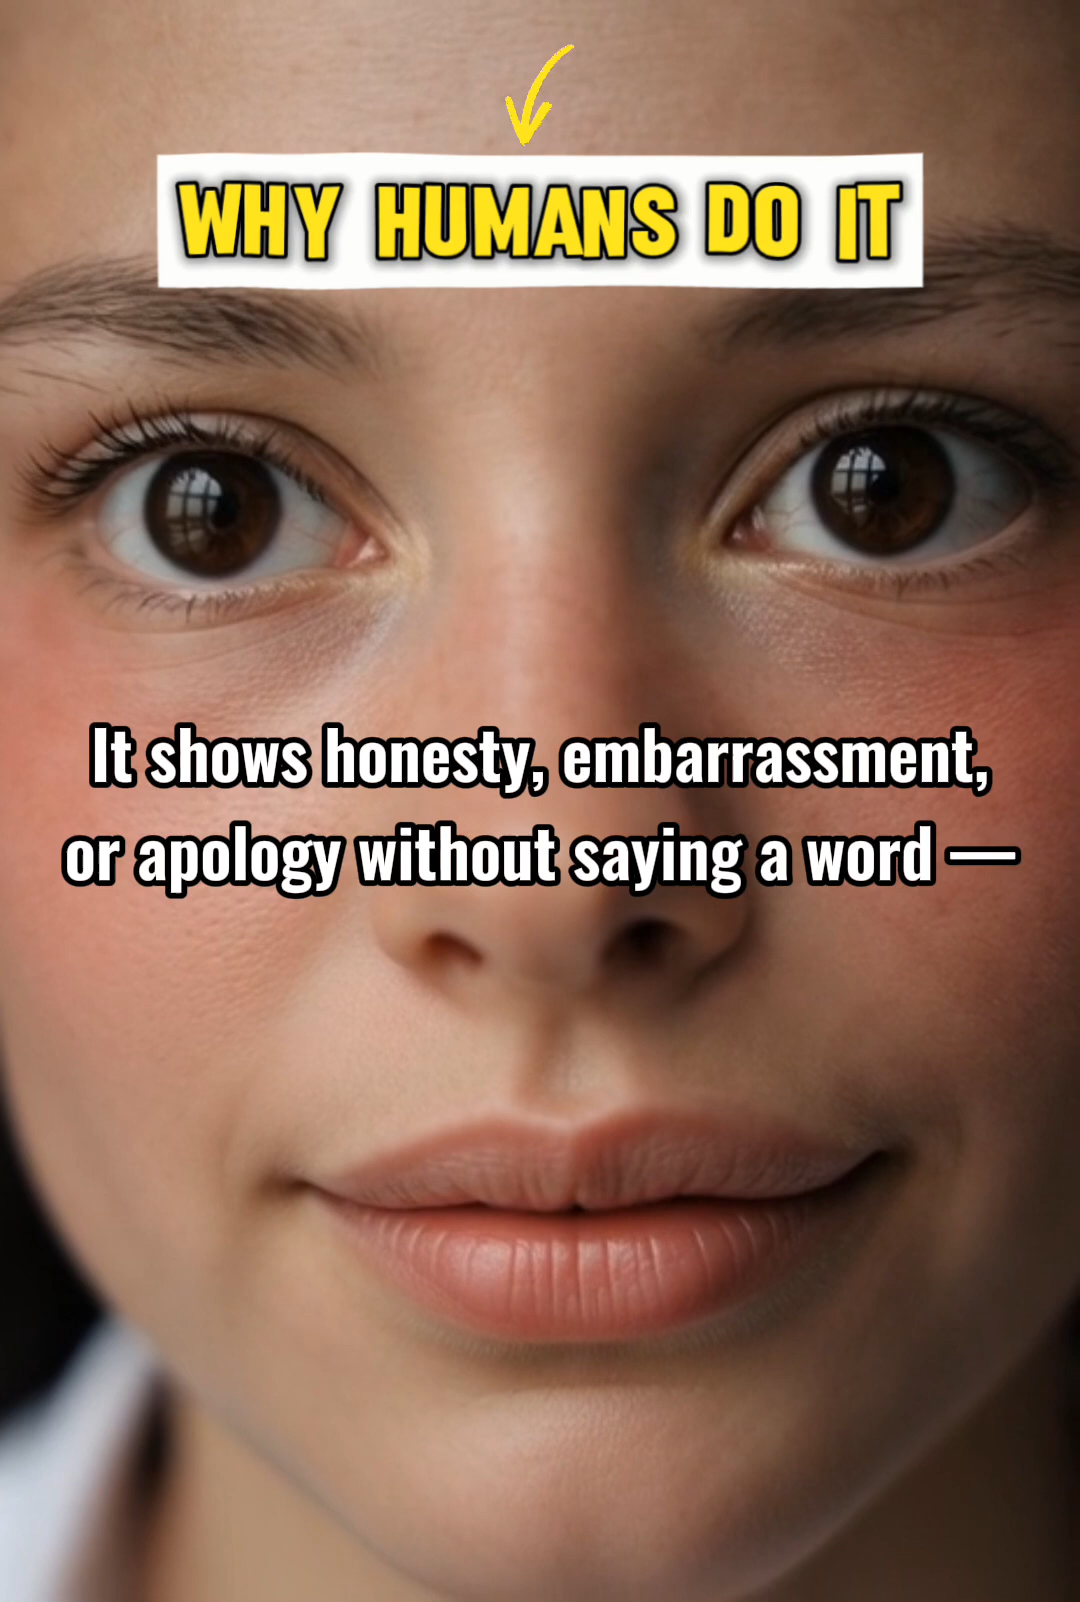 WHY HUMANS DO IT
It shows honesty, embarrassment,
or apology without saying a word —